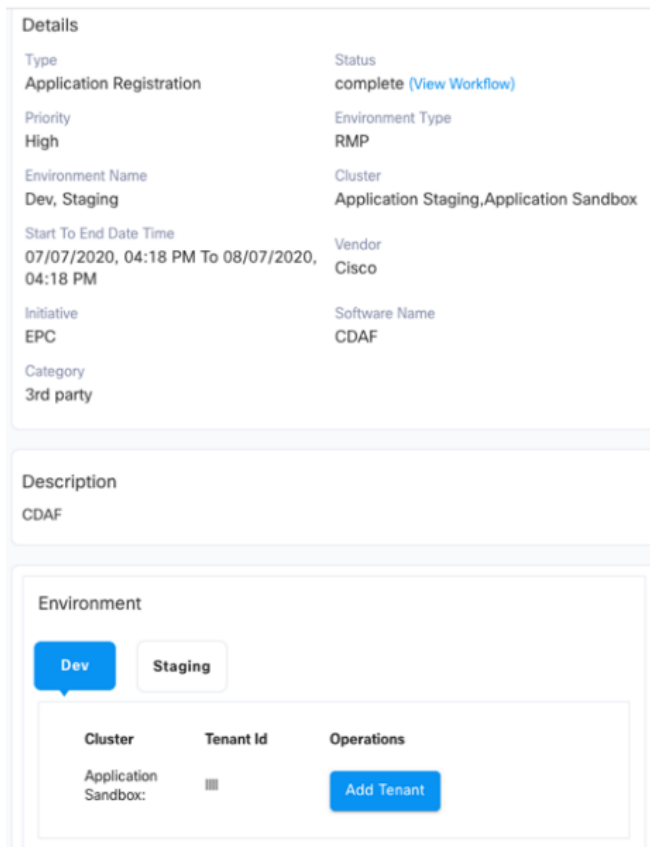 Details
Type
Application Registration
Status
complete (View Workflow)
Priority
High
Environment Type
RMP
Environment Name
Dev, Staging
Cluster
Application Staging,Application Sandbox
Start To End Date Time
07/07/2020, 04:18 PM To 08/07/2020,
04:18 PM
Vendor
Cisco
Initiative
EPC
Software Name
CDAF
Category
3rd party
Description
CDAF
Environment
Dev
Staging
Cluster
Tenant Id
Operations
Application
Sandbox:
Add Tenant